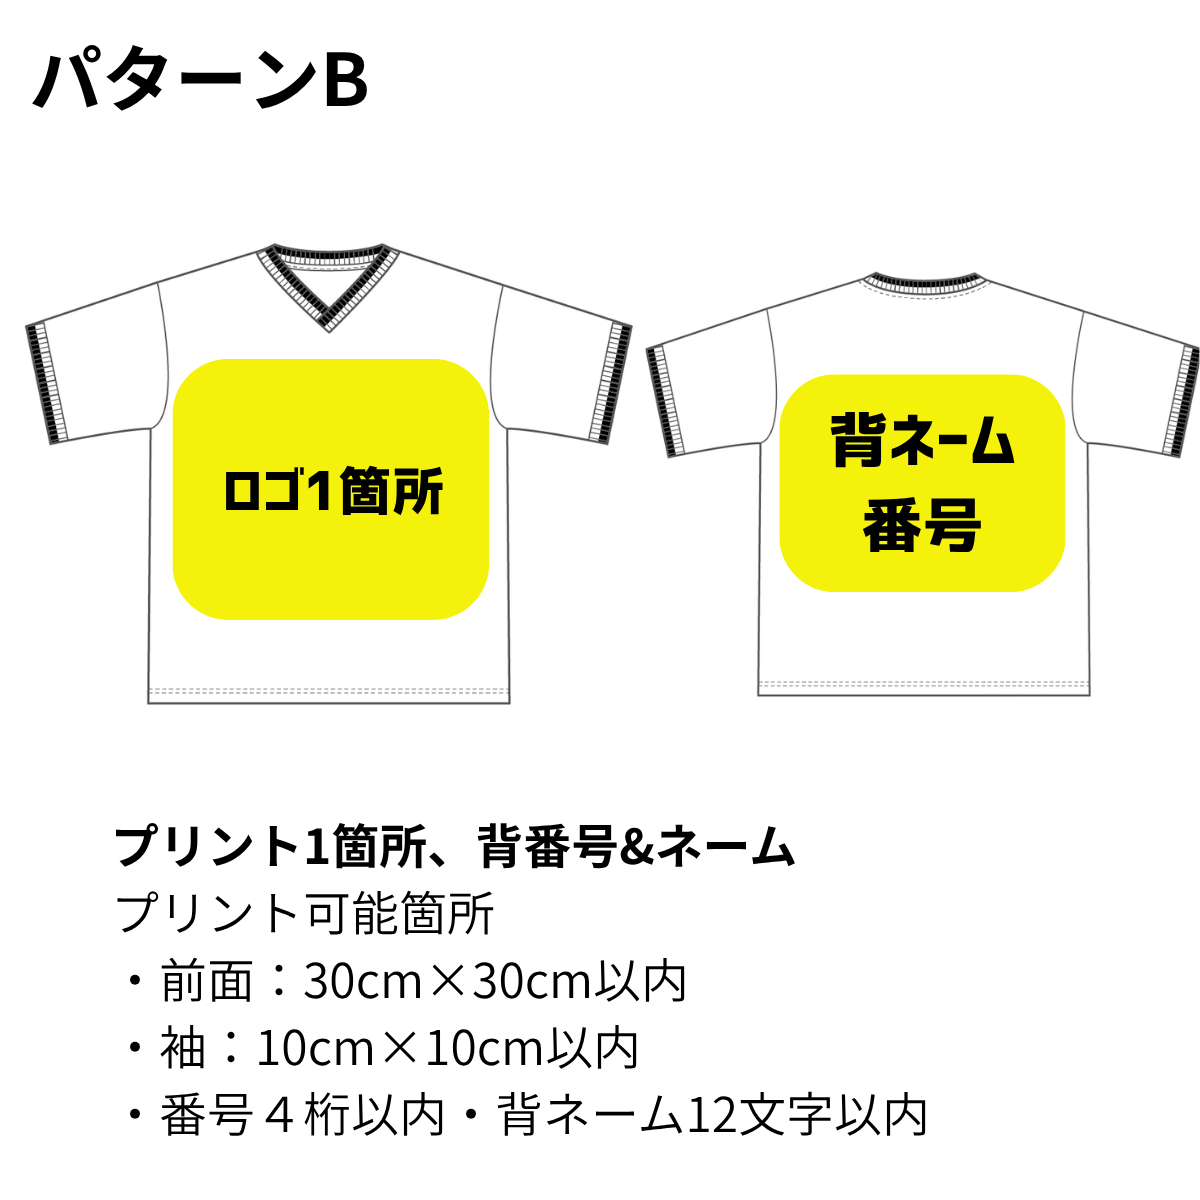 パターンB
ロゴ1箇所
背ネーム
番号
プリント1箇所、背番号&ネーム
プリント可能箇所
・前面：30cm×30cm以内
・袖：10cm×10cm以内
・番号４桁以内・背ネーム12文字以内